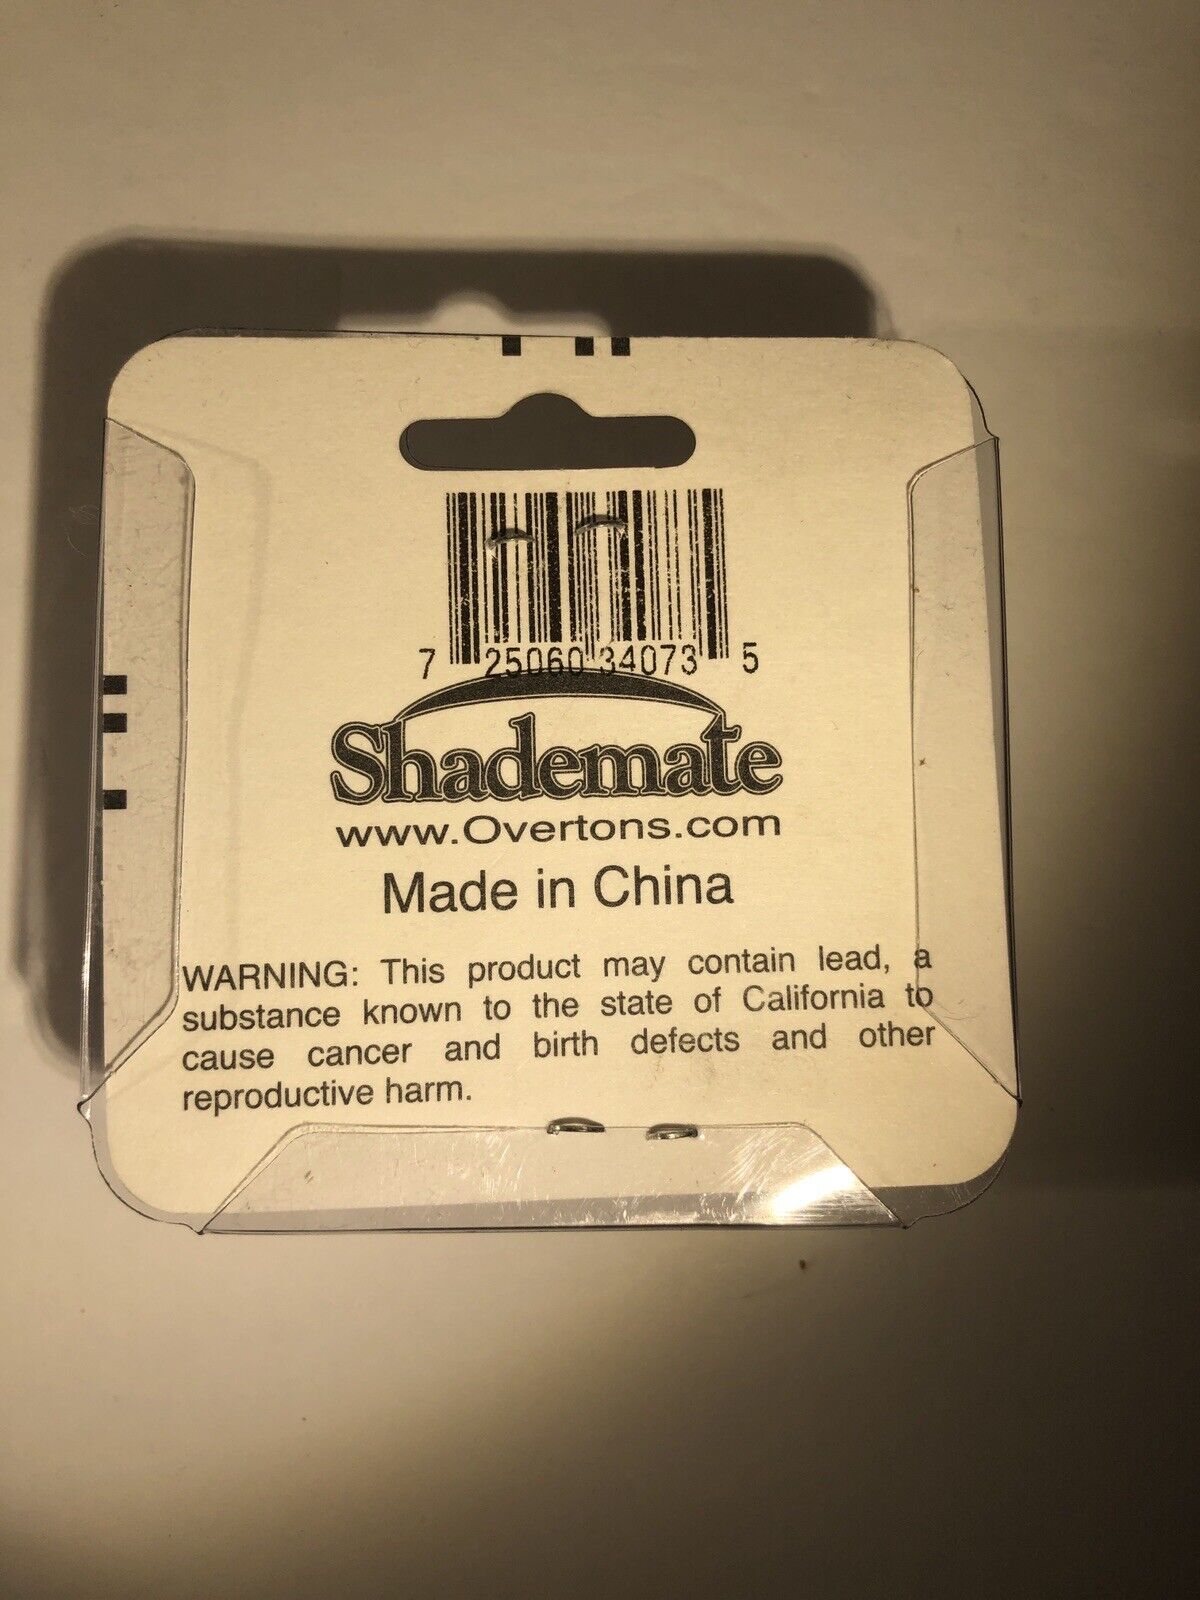 7 25060 34073 5
Shademate
www.Overtons.com
Made in China
WARNING: This product may contain lead, a
substance known to the state of California to
cause cancer and birth defects and other
reproductive harm.